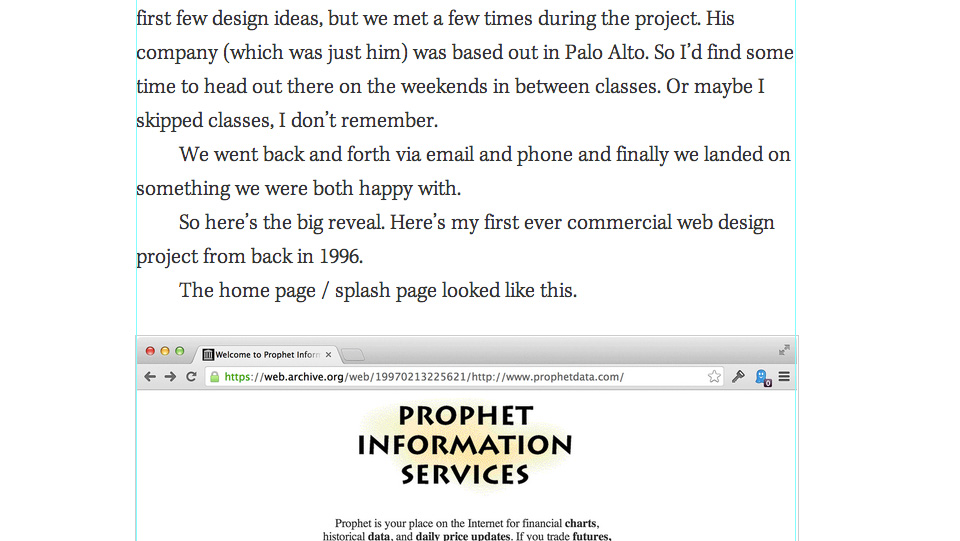 first few design ideas, but we met a few times during the project. His
company (which was just him) was based out in Palo Alto. So I’d find some
time to head out there on the weekends in between classes. Or maybe I
skipped classes, I don’t remember.
We went back and forth via email and phone and finally we landed on
something we were both happy with.
So here’s the big reveal. Here’s my first ever commercial web design
project from back in 1996.
The home page / splash page looked like this.
Welcome to Prophet Inform
https://web.archive.org/web/19970213225621/http://www.prophetdata.com/
0
PROPHET
INFORMATION
SERVICES
Prophet is your place on the Internet for financial charts,
historical data, and daily price updates. If you trade futures,